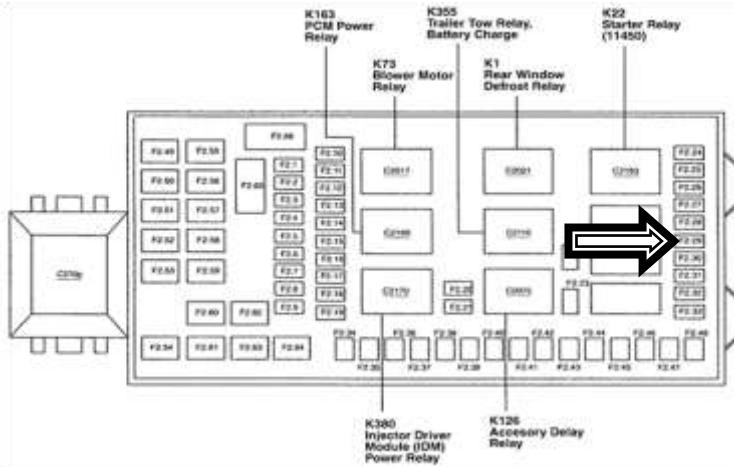 K163
PCM Power
Relay
K355
Trailer Tow Relay,
Battery Charge
K22
Starter Relay
(11450)
K73
Blower Motor
Relay
K1
Rear Window
Defrost Relay
F2.66
F2.49
F2.55
F2.1
F2.10
F2.24
F2.11
F2.25
F2.50
F2.56
F2.2
F2.12
F2.26
F2.3
F2.13
F2.27
F2.51
F2.57
F2.4
F2.14
F2.28
F2.52
F2.58
F2.5
F2.15
F2.29
F2.6
F2.16
F2.30
F2.53
F2.59
F2.7
F2.17
F2.31
C2170
F2.8
F2.18
F2.23
F2.32
F2.9
F2.19
F2.21
F2.33
F2.60
F2.62
F2.54
F2.61
F2.63
F2.64
F2.34
F2.36
F2.38
F2.40
F2.42
F2.44
F2.46
F2.48
F2.35
F2.37
F2.39
F2.41
F2.43
F2.45
F2.47
K380
Injector Driver
Module (IDM)
Power Relay
K126
Accesory Delay
Relay